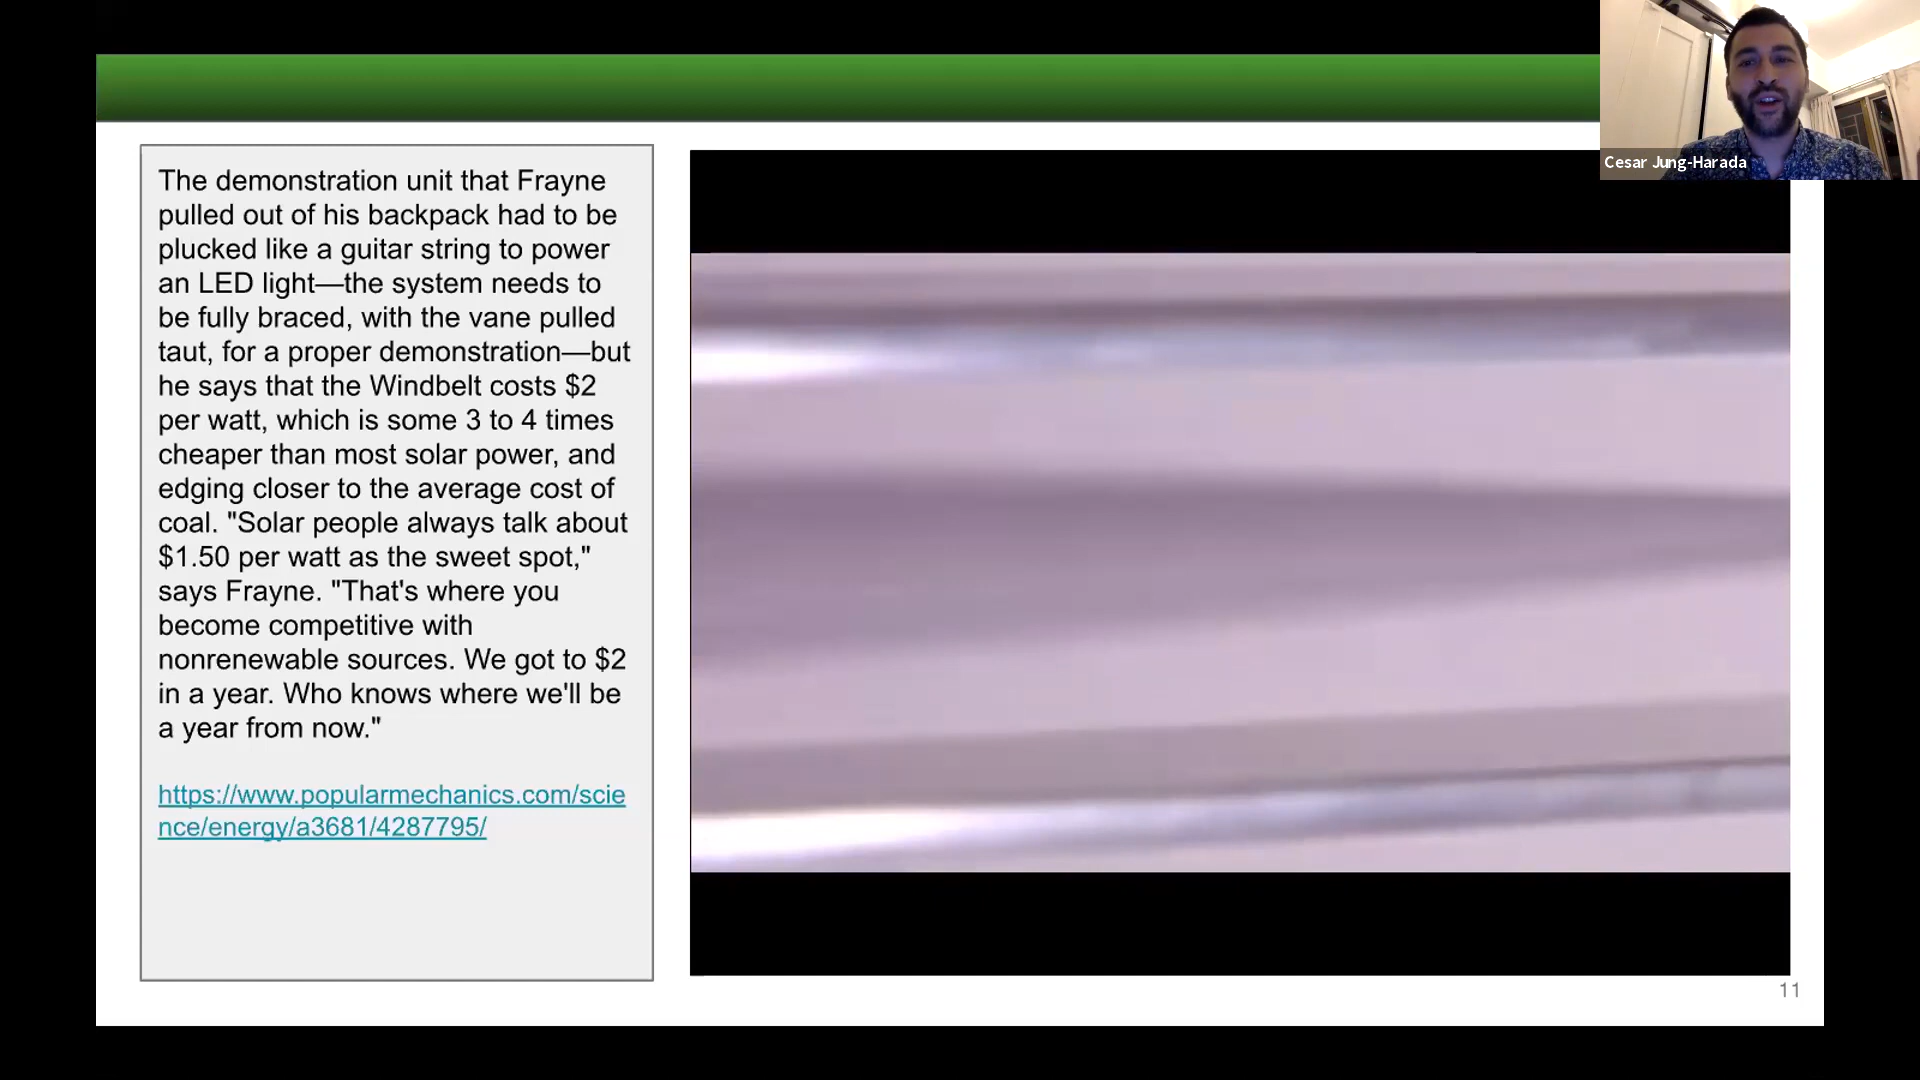 Cesar Jung-Harada
The demonstration unit that Frayne
pulled out of his backpack had to be
plucked like a guitar string to power
an LED light—the system needs to
be fully braced, with the vane pulled
taut, for a proper demonstration—but
he says that the Windbelt costs $2
per watt, which is some 3 to 4 times
cheaper than most solar power, and
edging closer to the average cost of
coal. "Solar people always talk about
$1.50 per watt as the sweet spot,"
says Frayne. "That's where you
become competitive with
nonrenewable sources. We got to $2
in a year. Who knows where we'll be
a year from now."
https://www.popularmechanics.com/scie
nce/energy/a3681/4287795/
11